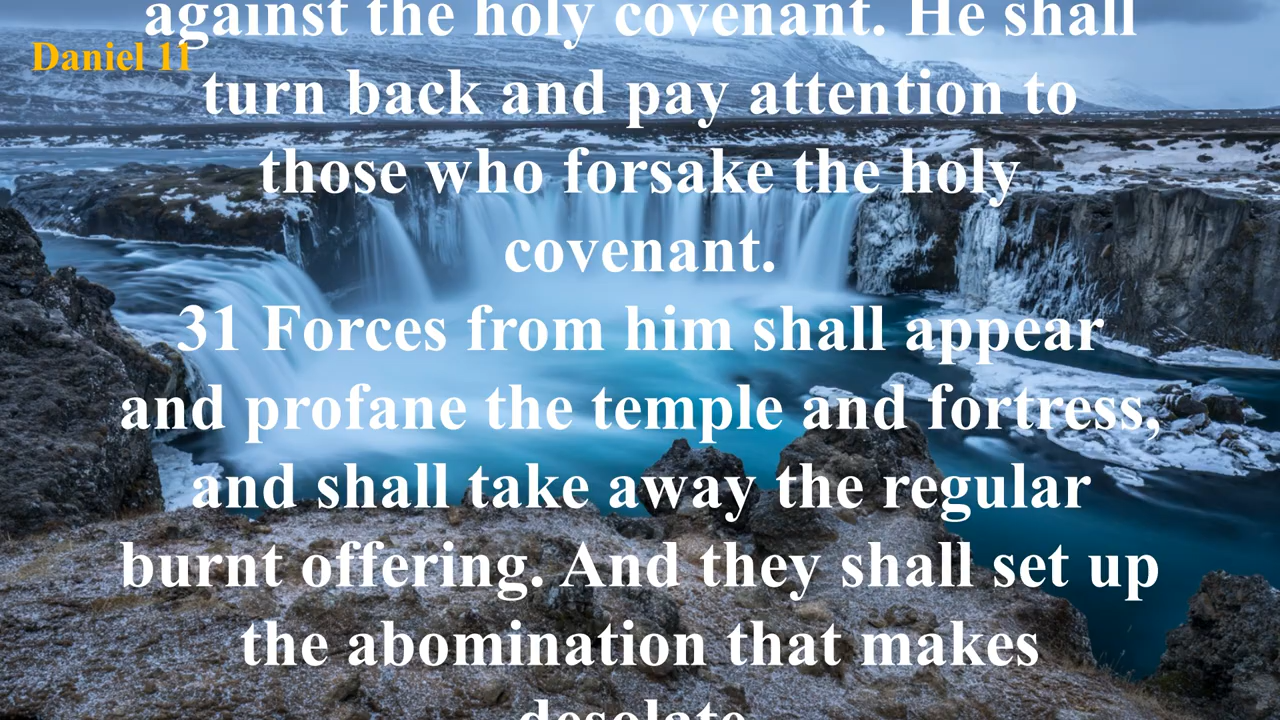 against the holy covenant. He shall
Daniel 11
turn back and pay attention to
those who forsake the holy
covenant.
31 Forces from him shall appear
and profane the temple and fortress,
and shall take away the regular
burnt offering. And they shall set up
the abomination that makes
desolate